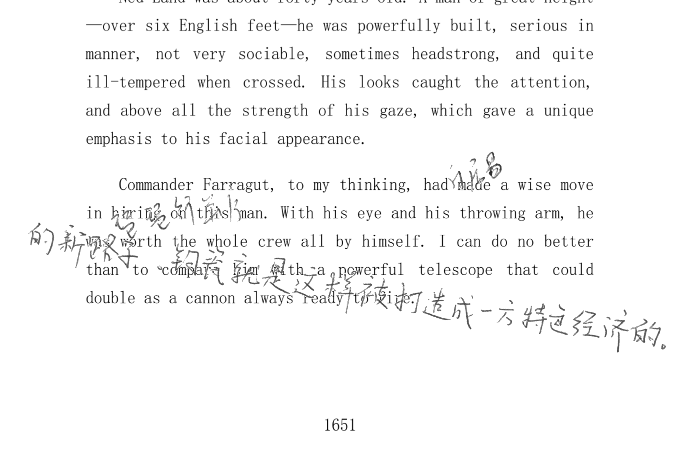 Ned Land was about forty years old. A man of great height
—over six English feet—he was powerfully built, serious in
manner, not very sociable, sometimes headstrong, and quite
ill-tempered when crossed. His looks caught the attention,
and above all the strength of his gaze, which gave a unique
emphasis to his facial appearance.
Commander Farragut, to my thinking, had made a wise move
in hiring on this man. With his eye and his throwing arm, he
was worth the whole crew all by himself. I can do no better
than to compare him with a powerful telescope that could
double as a cannon always ready to fire.
的新路子
钧瓷就是这样被打造成一方特色经济的。
1651